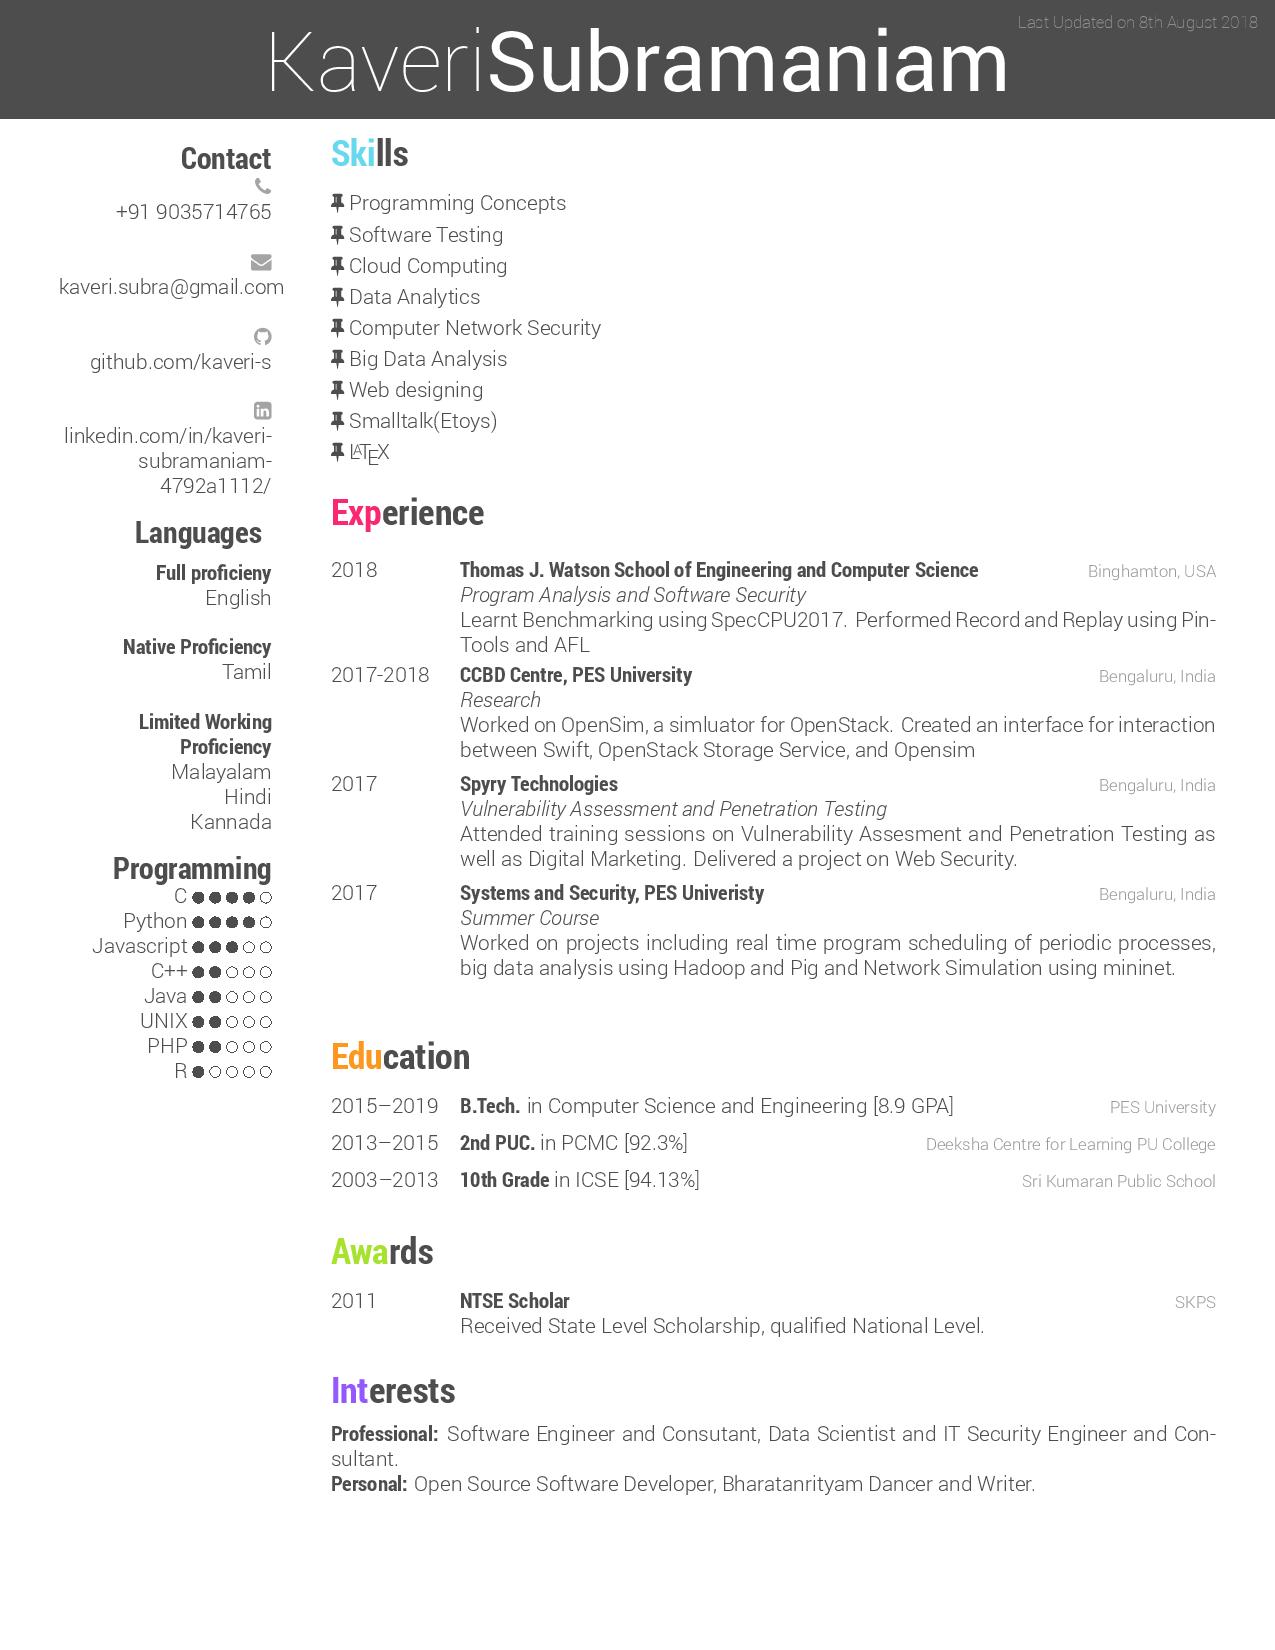 Last Updated on 8th August 2018
KaveriSubramaniam
Contact
+91 9035714765
kaveri.subra@gmail.com
github.com/kaveri-s
linkedin.com/in/kaveri-
subramaniam-
4792a1112/
Languages
Full proficieny
English
Native Proficiency
Tamil
Limited Working
Proficiency
Malayalam
Hindi
Kannada
Programming
C
Python
Javascript
C++
Java
UNIX
PHP
R
Skills
Programming Concepts
Software Testing
Cloud Computing
Data Analytics
Computer Network Security
Big Data Analysis
Web designing
Smalltalk(Etoys)
LATEX
Experience
2018 Thomas J. Watson School of Engineering and Computer Science Binghamton, USA
Program Analysis and Software Security
Learnt Benchmarking using SpecCPU2017. Performed Record and Replay using Pin-
Tools and AFL
2017-2018 CCBD Centre, PES University Bengaluru, India
Research
Worked on OpenSim, a simluator for OpenStack. Created an interface for interaction
between Swift, OpenStack Storage Service, and Opensim
2017 Spyry Technologies Bengaluru, India
Vulnerability Assessment and Penetration Testing
Attended training sessions on Vulnerability Assesment and Penetration Testing as
well as Digital Marketing. Delivered a project on Web Security.
2017 Systems and Security, PES Univeristy Bengaluru, India
Summer Course
Worked on projects including real time program scheduling of periodic processes,
big data analysis using Hadoop and Pig and Network Simulation using mininet.
Education
2015–2019 B.Tech. in Computer Science and Engineering [8.9 GPA] PES University
2013–2015 2nd PUC. in PCMC [92.3%] Deeksha Centre for Learning PU College
2003–2013 10th Grade in ICSE [94.13%] Sri Kumaran Public School
Awards
2011 NTSE Scholar SKPS
Received State Level Scholarship, qualified National Level.
Interests
Professional: Software Engineer and Consutant, Data Scientist and IT Security Engineer and Con-
sultant.
Personal: Open Source Software Developer, Bharatanrityam Dancer and Writer.